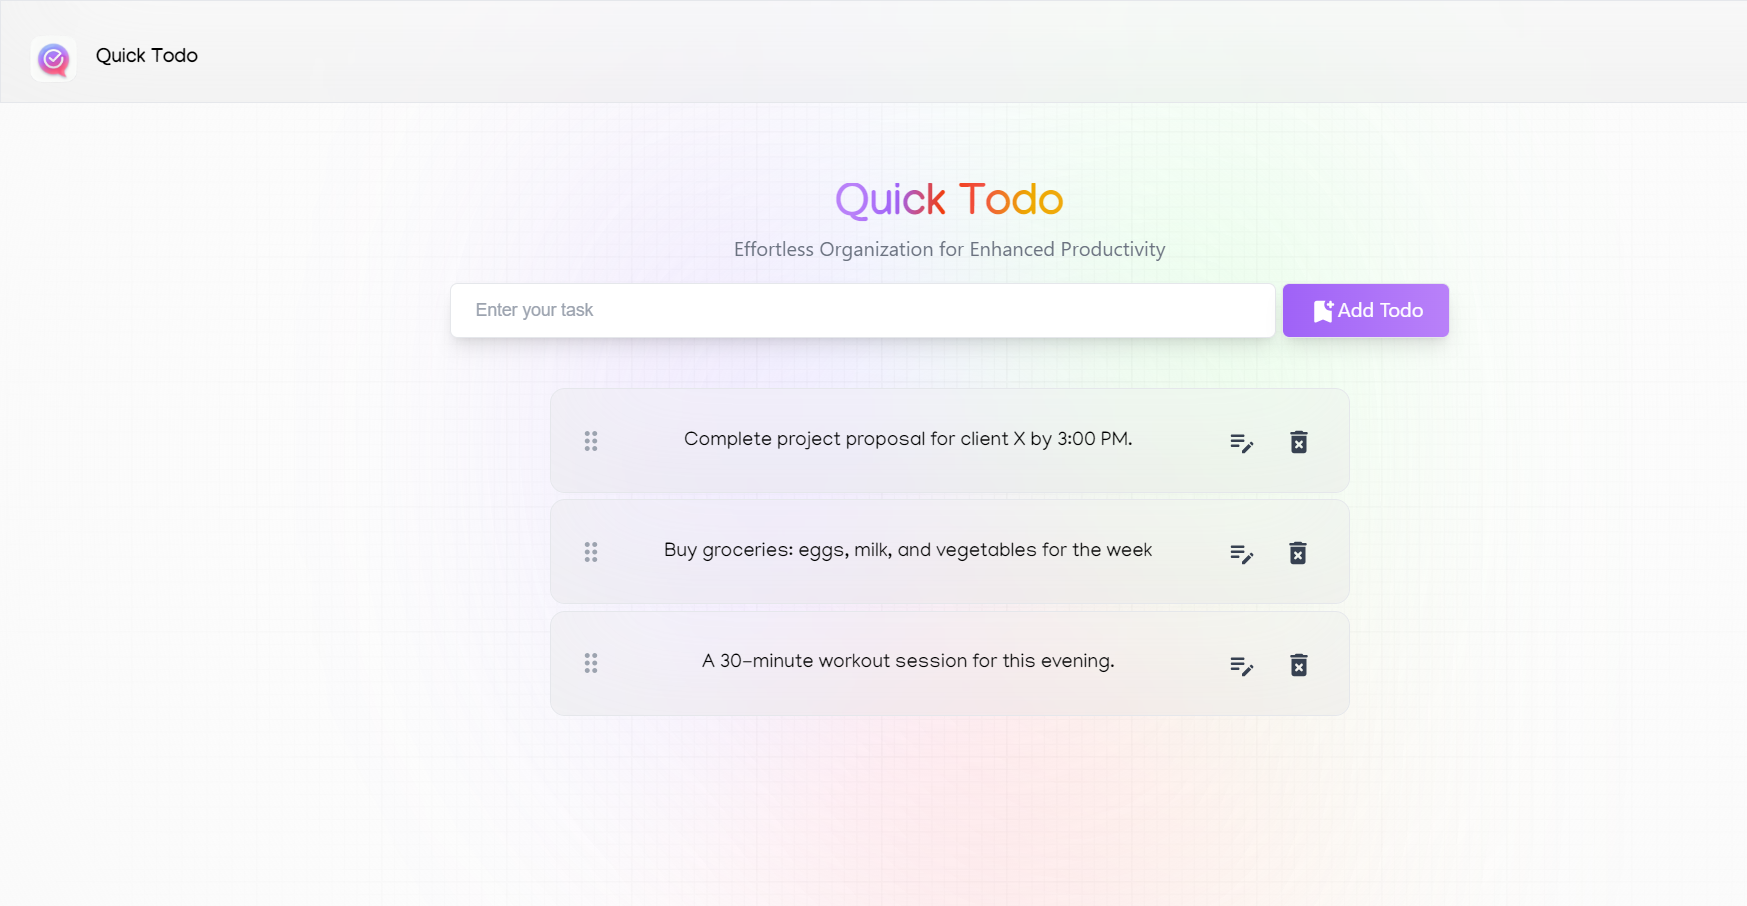 Quick Todo
Quick Todo
Effortless Organization for Enhanced Productivity
Enter your task
Add Todo
Complete project proposal for client X by 3:00 PM.
Buy groceries: eggs, milk, and vegetables for the week
A 30-minute workout session for this evening.